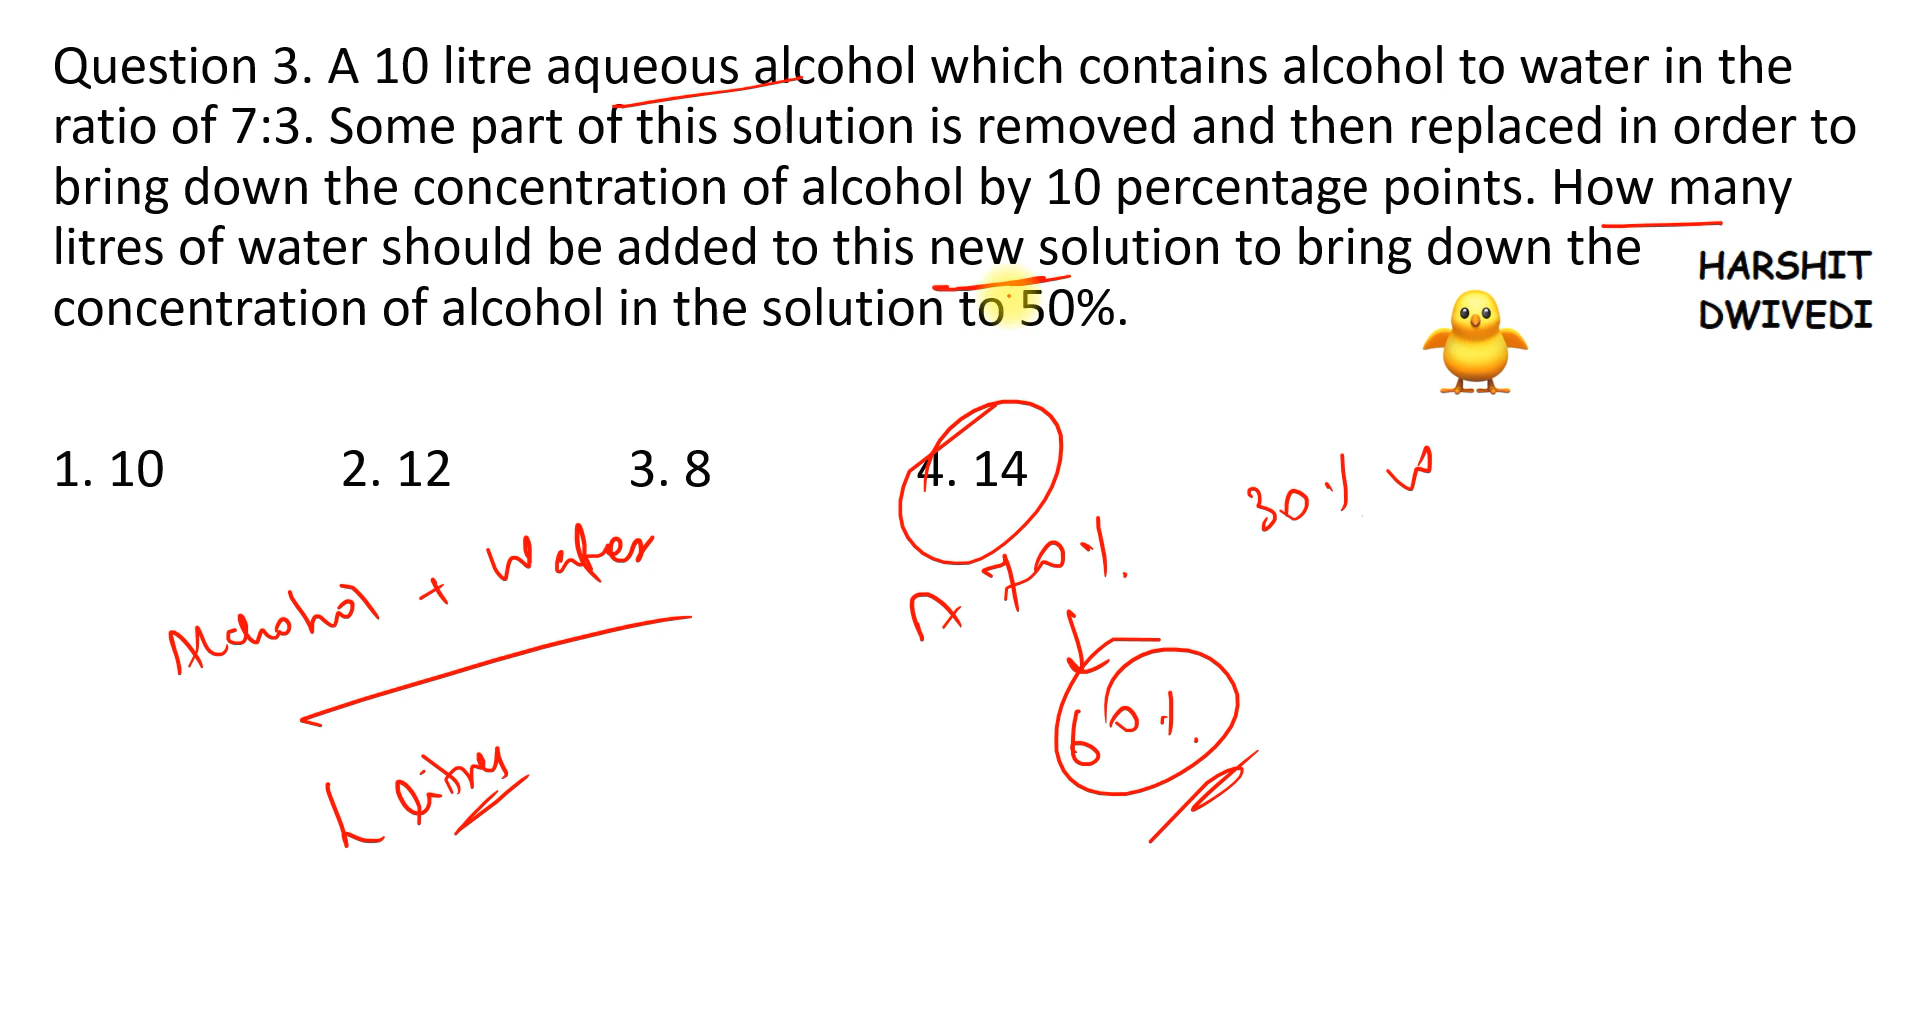 Question 3. A 10 litre aqueous alcohol which contains alcohol to water in the
ratio of 7:3. Some part of this solution is removed and then replaced in order to
bring down the concentration of alcohol by 10 percentage points. How many
litres of water should be added to this new solution to bring down the
concentration of alcohol in the solution to 50%.
HARSHIT
DWIVEDI
1. 10 2. 12 3. 8 4. 14
30% W
Alchohol + Water
A 70%.
60%.
L litres